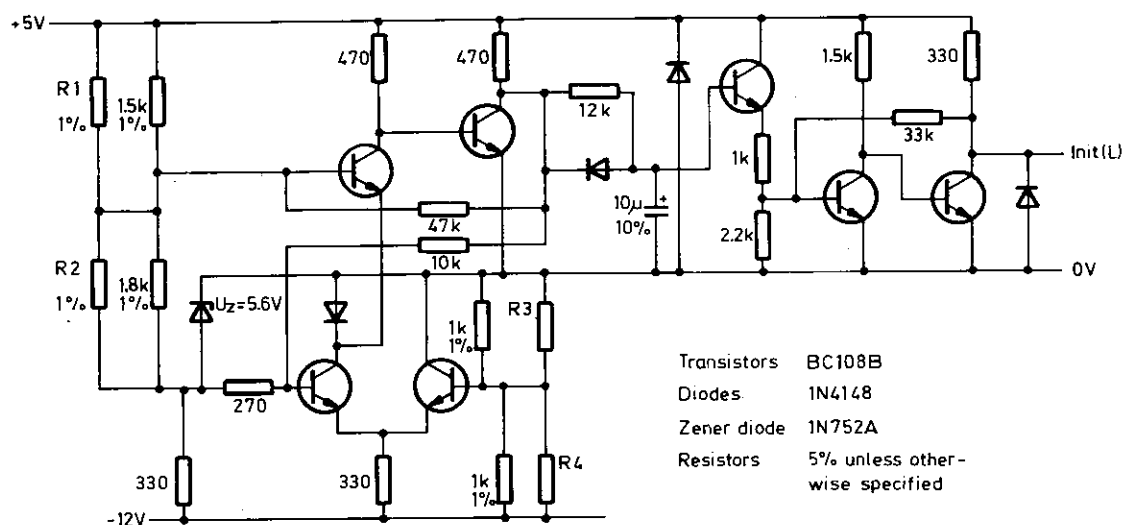 +5V
R1
1%
1.5k
1%
470
470
12k
1.5k
330
33k
1k
Init(L)
47k
10k
10µ
10%
+
2.2k
0V
R2
1%
1.8k
1%
Uz=5.6V
1k
1%
R3
270
330
330
1k
1%
R4
-12V
Transistors BC108B
Diodes 1N4148
Zener diode 1N752A
Resistors 5% unless other-
wise specified